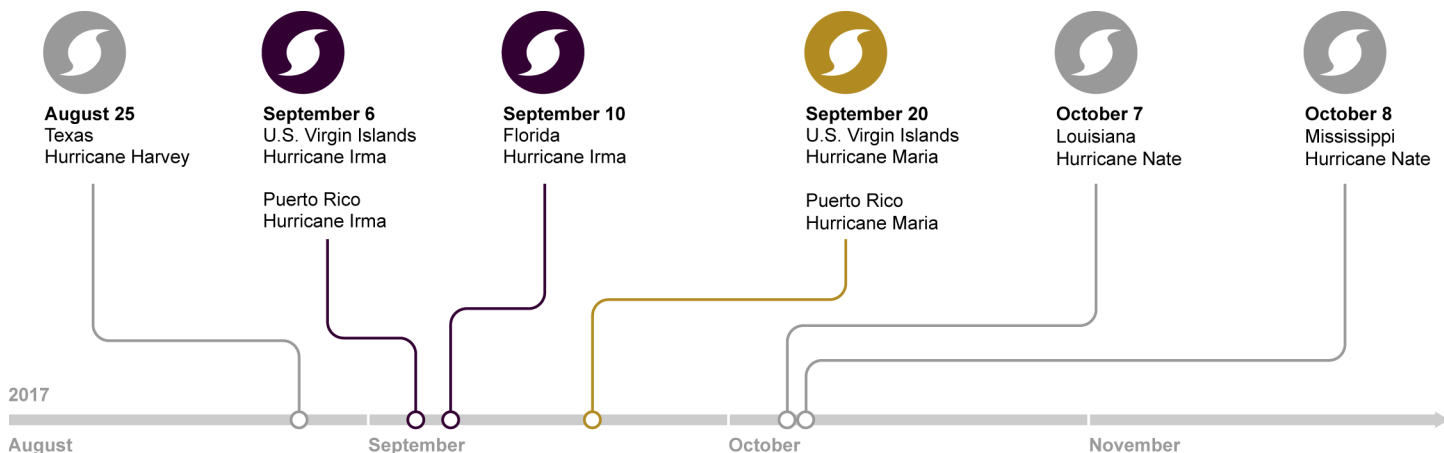 August 25
Texas
Hurricane Harvey
September 6
U.S. Virgin Islands
Hurricane Irma
Puerto Rico
Hurricane Irma
September 10
Florida
Hurricane Irma
September 20
U.S. Virgin Islands
Hurricane Maria
Puerto Rico
Hurricane Maria
October 7
Louisiana
Hurricane Nate
October 8
Mississippi
Hurricane Nate
2017
August
September
October
November